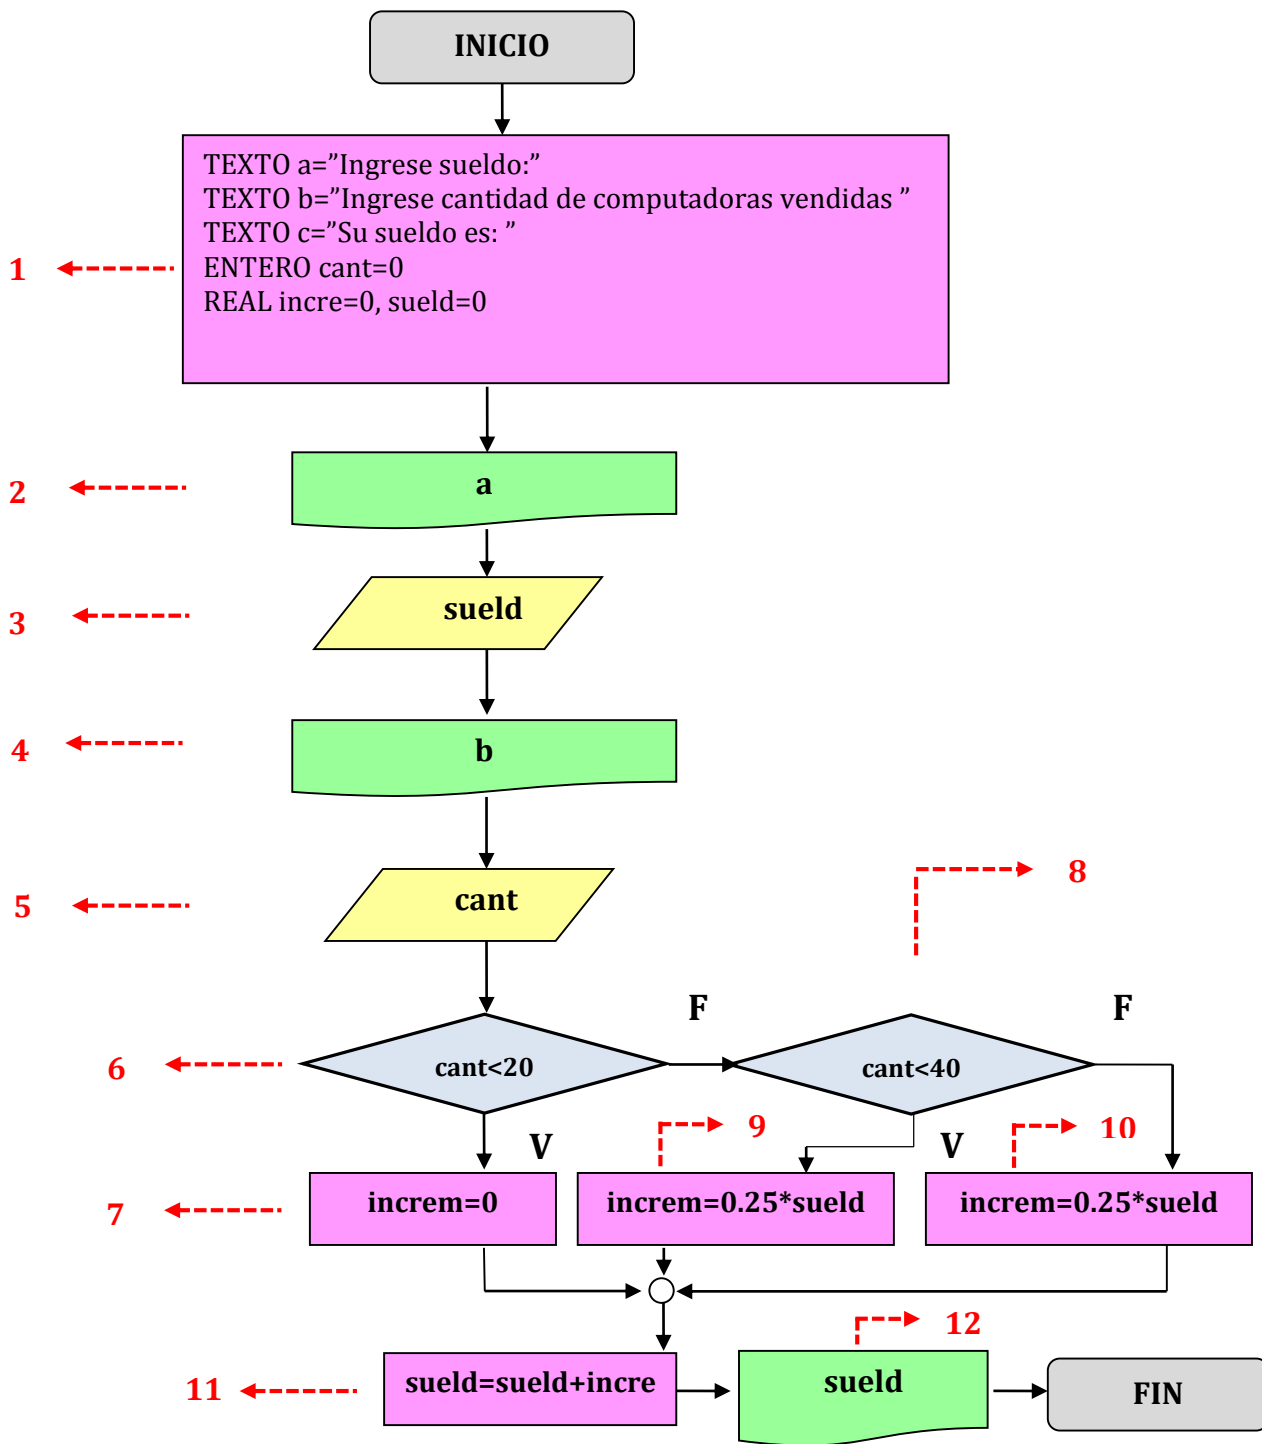 INICIO
TEXTO a=”Ingrese sueldo:”
TEXTO b=”Ingrese cantidad de computadoras vendidas ”
TEXTO c=”Su sueldo es: ”
ENTERO cant=0
REAL incre=0, sueld=0
1
a
2
sueld
3
b
4
cant
5
8
F
F
cant<20
cant<40
6
9
10
V
V
increm=0
increm=0.25*sueld
increm=0.25*sueld
7
12
sueld=sueld+incre
sueld
FIN
11